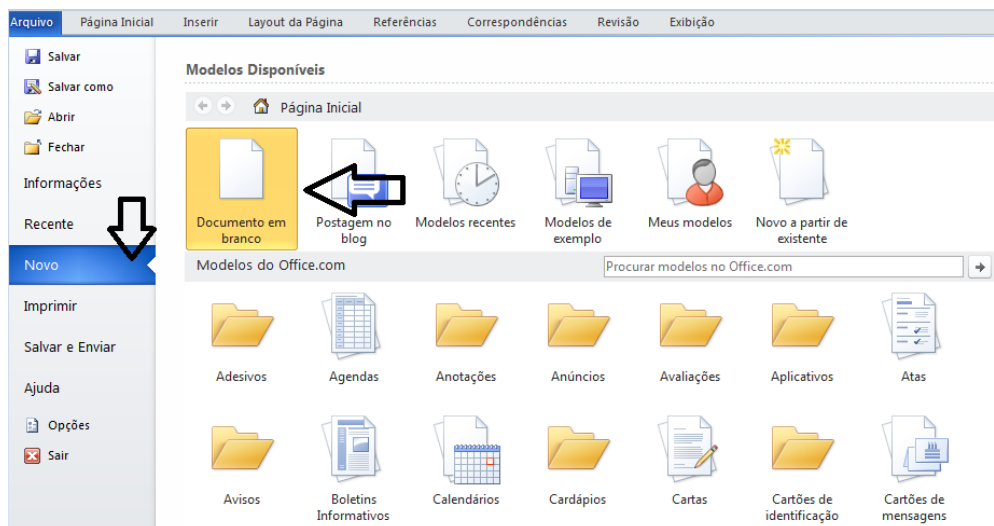 Arquivo Página Inicial Inserir Layout da Página Referências Correspondências Revisão Exibição
Salvar
Salvar como
Abrir
Fechar
Informações
Recente
Novo
Imprimir
Salvar e Enviar
Ajuda
Opções
Sair
Modelos Disponíveis
Página Inicial
Documento em
branco
Postagem no
blog
Modelos recentes
Modelos de
exemplo
Meus modelos
Novo a partir de
existente
Modelos do Office.com
Procurar modelos no Office.com
Adesivos
Agendas
Anotações
Anúncios
Avaliações
Aplicativos
Atas
Avisos
Boletins
Informativos
Calendários
Cardápios
Cartas
Cartões de
identificação
Cartões de
mensagens